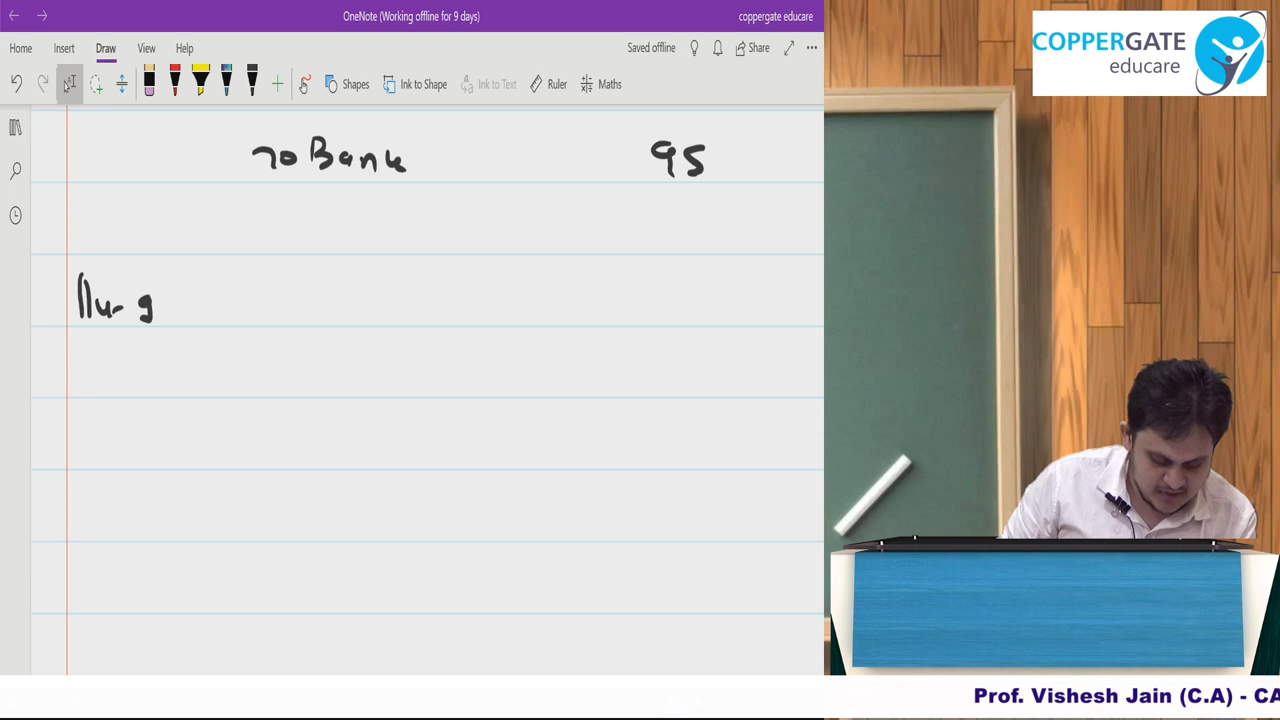 OneNote (Working offline for 9 days) coppergate educare
Home Insert Draw View Help Saved offline Share
Shapes Ink to Shape Ink to Text Ruler Maths
To Bank 95
9
COPPERGATE
educare
Prof. Vishesh Jain (C.A) - CA